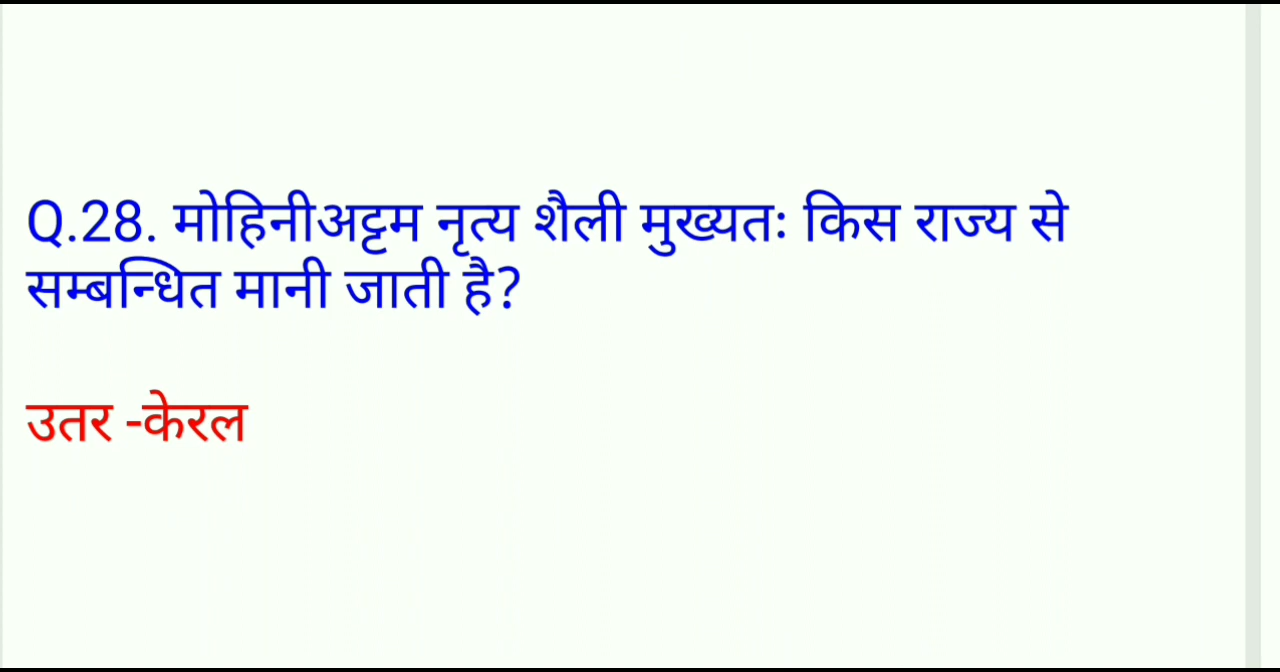 Q.28. मोहिनीअट्टम नृत्य शैली मुख्यतः किस राज्य से
सम्बन्धित मानी जाती है?
उतर -केरल